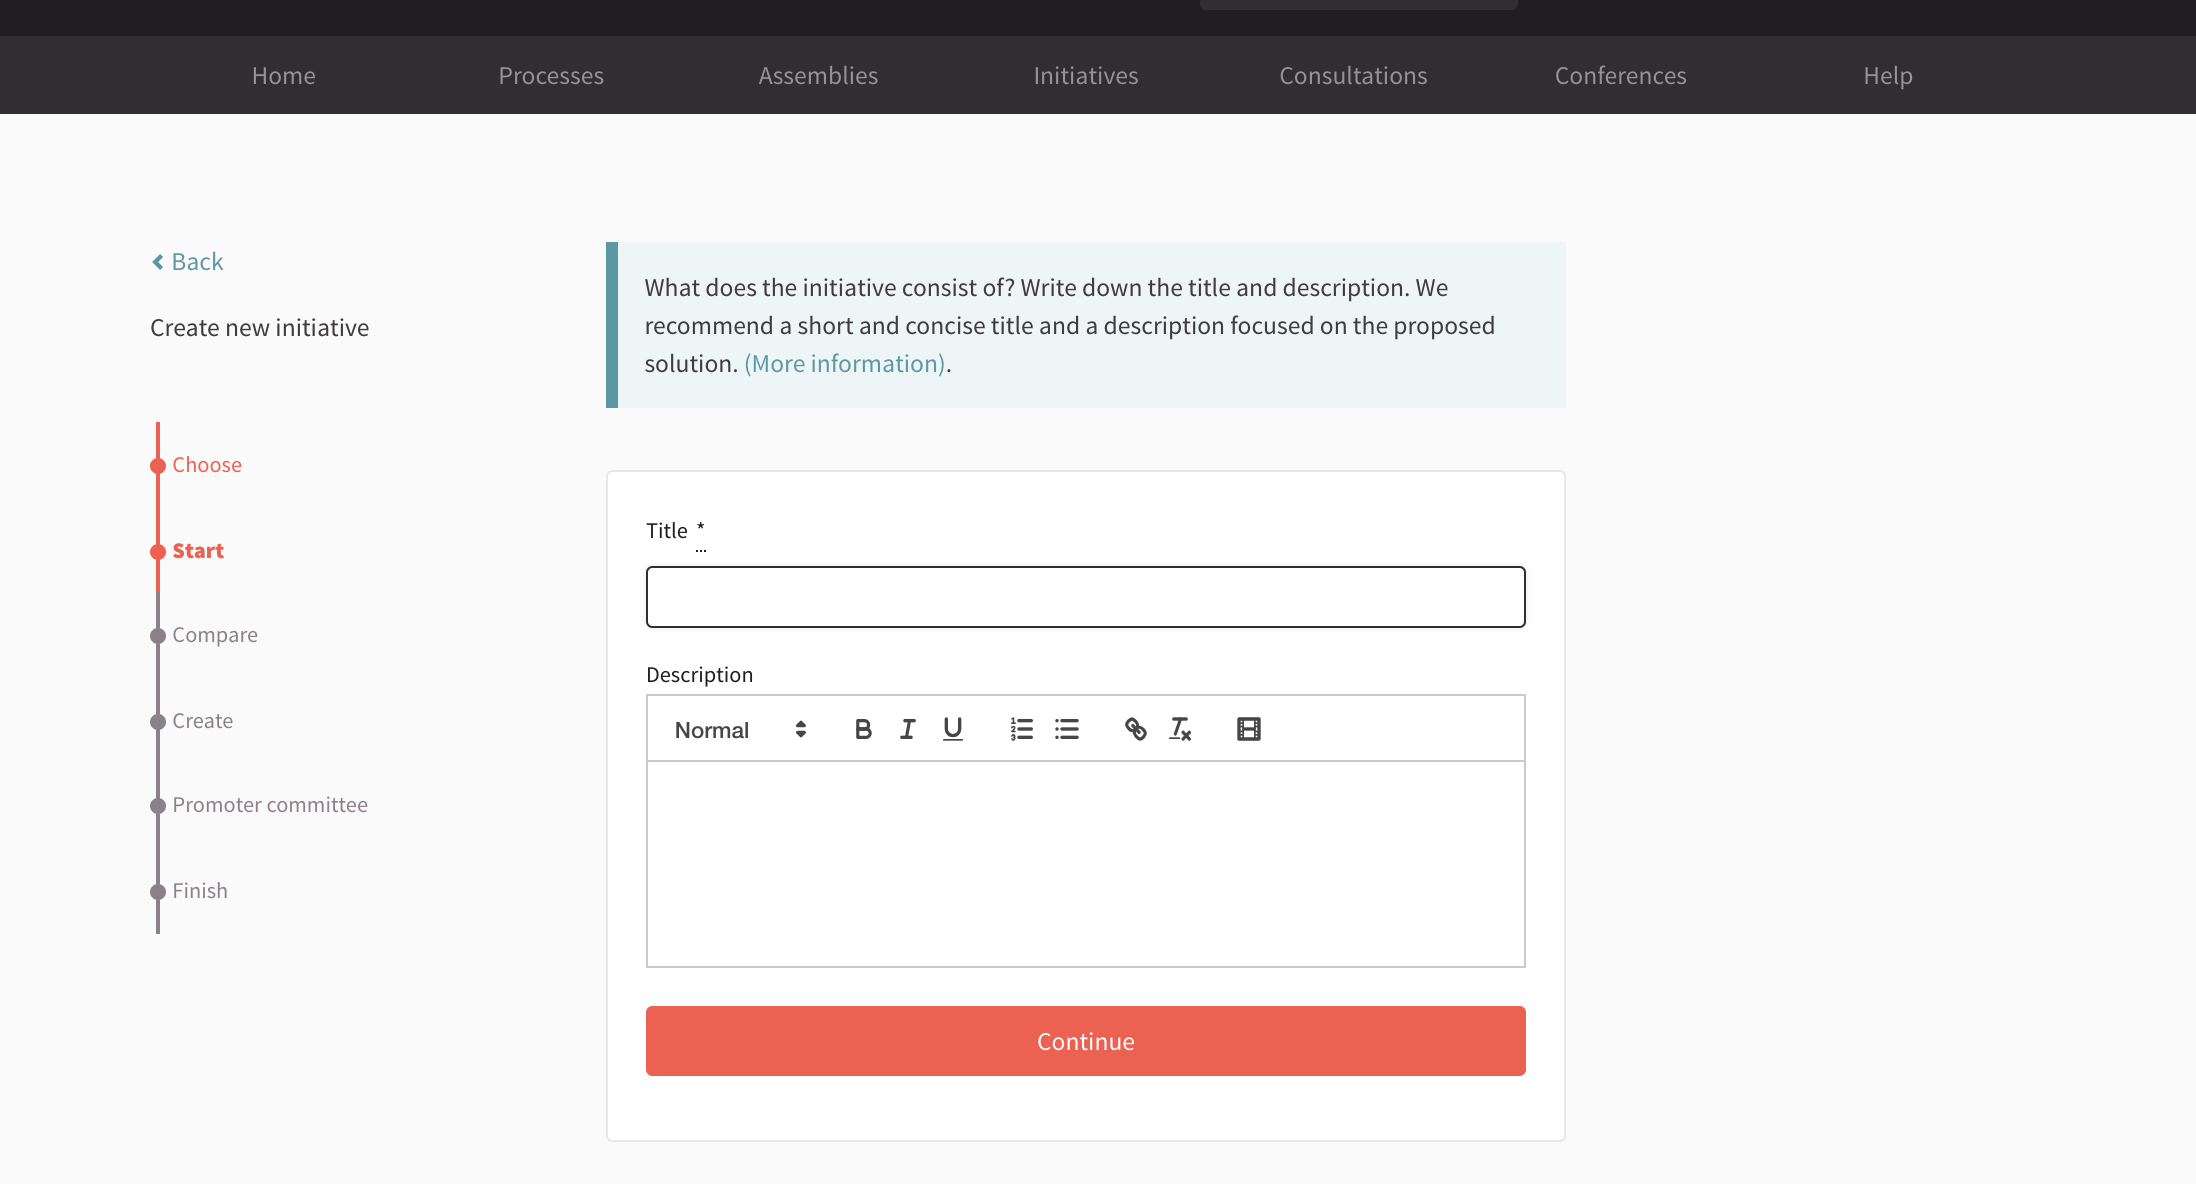 Home Processes Assemblies Initiatives Consultations Conferences Help
Back
Create new initiative
Choose
Start
Compare
Create
Promoter committee
Finish
What does the initiative consist of? Write down the title and description. We
recommend a short and concise title and a description focused on the proposed
solution. (More information).
Title *
Description
Normal
Continue